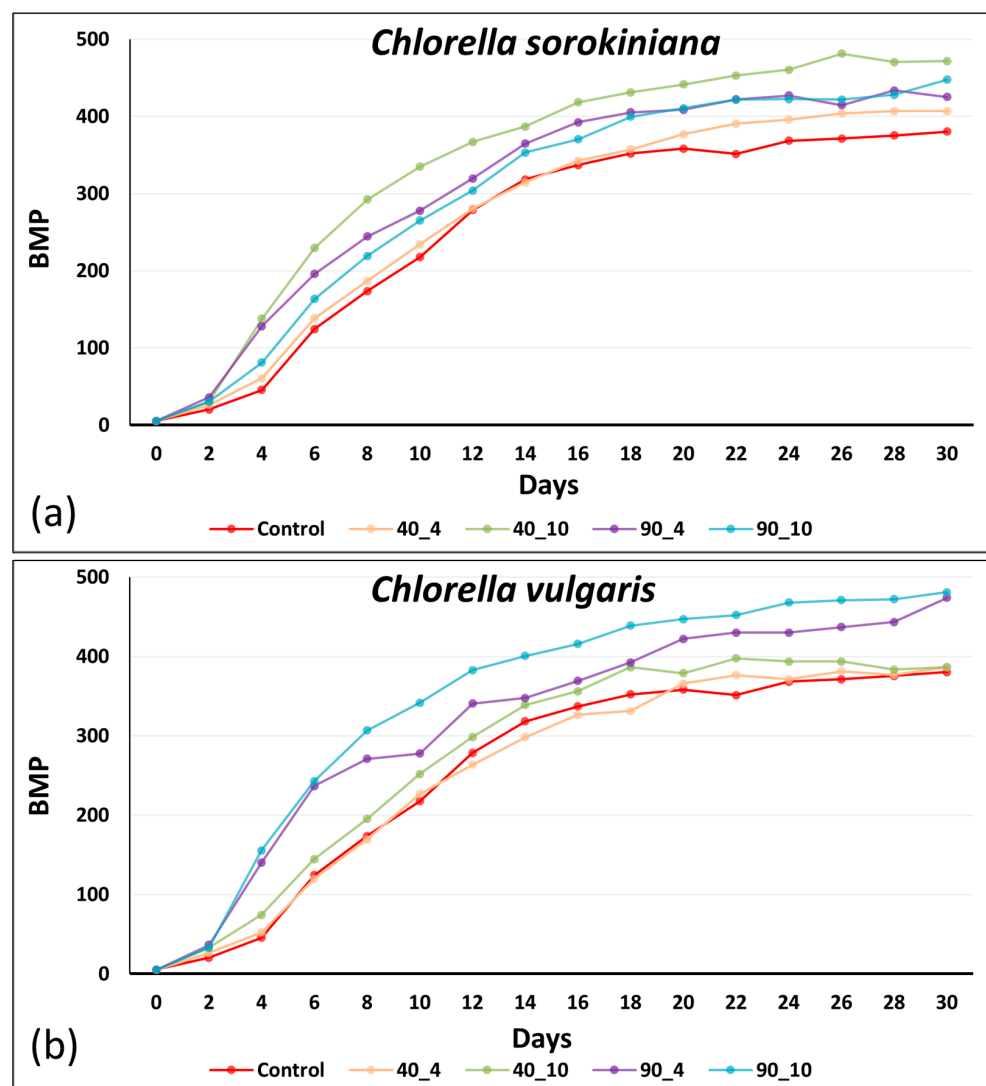 Chlorella sorokiniana
500
400
300
200
100
0
BMP
0 2 4 6 8 10 12 14 16 18 20 22 24 26 28 30
Days
(a)
Control 40_4 40_10 90_4 90_10
Chlorella vulgaris
500
400
300
200
100
0
BMP
0 2 4 6 8 10 12 14 16 18 20 22 24 26 28 30
Days
(b)
Control 40_4 40_10 90_4 90_10